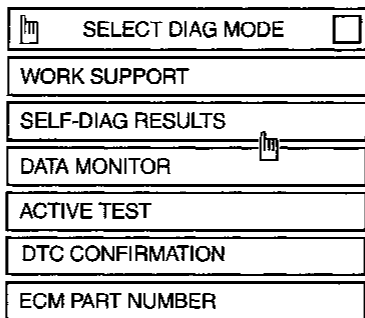 SELECT DIAG MODE
WORK SUPPORT
SELF-DIAG RESULTS
DATA MONITOR
ACTIVE TEST
DTC CONFIRMATION
ECM PART NUMBER